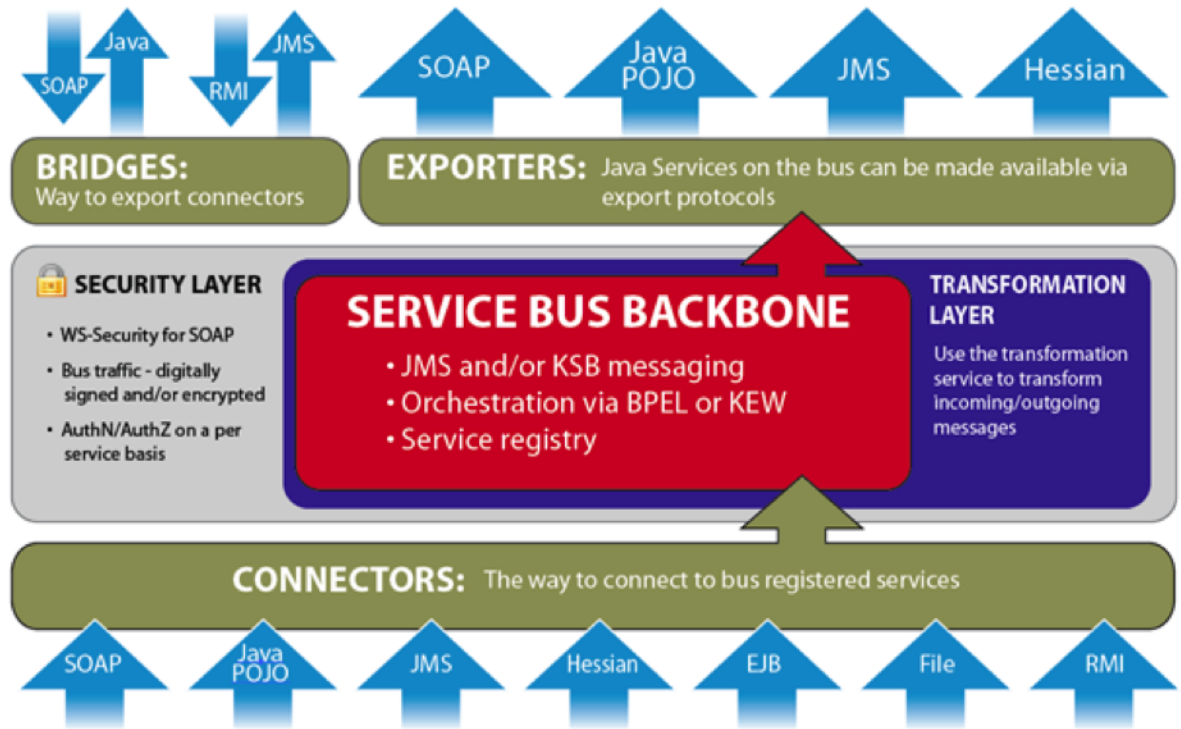 SOAP
Java
RMI
JMS
SOAP
Java
POJO
JMS
Hessian
BRIDGES:
Way to export connectors
EXPORTERS: Java Services on the bus can be made available via
export protocols
SECURITY LAYER
• WS-Security for SOAP
• Bus traffic - digitally
signed and/or encrypted
• AuthN/AuthZ on a per
service basis
SERVICE BUS BACKBONE
• JMS and/or KSB messaging
• Orchestration via BPEL or KEW
• Service registry
TRANSFORMATION
LAYER
Use the transformation
service to transform
incoming/outgoing
messages
CONNECTORS: The way to connect to bus registered services
SOAP
Java
POJO
JMS
Hessian
EJB
File
RMI